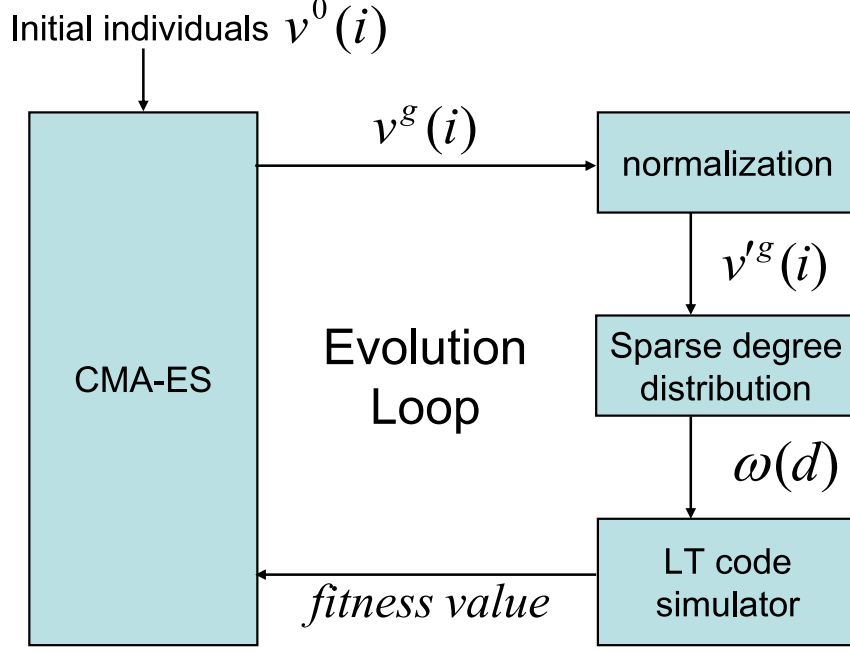 Initial individuals v⁰(i)
vᵍ(i)
normalization
v′ᵍ(i)
Evolution
Loop
CMA-ES
Sparse degree
distribution
ω(d)
LT code
simulator
fitness value